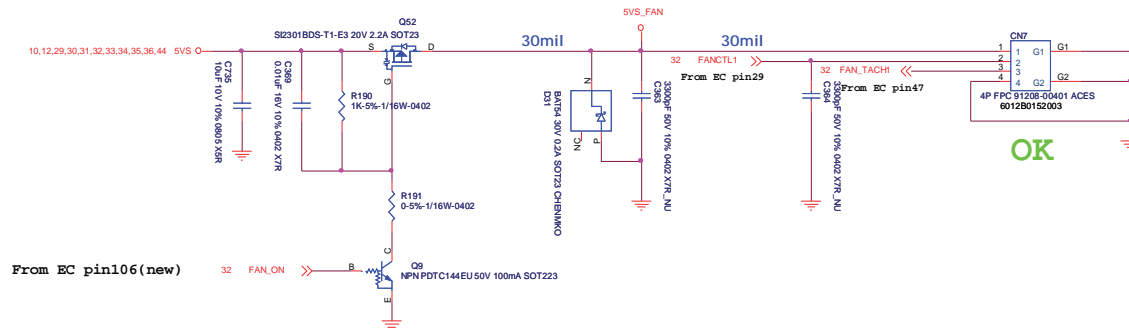 5VS_FAN
Q52
SI2301BDS-T1-E3 20V 2.2A SOT23
10,12,29,30,31,32,33,34,35,36,44 5VS
S
D
G
30mil
30mil
CN7
1 1 G1 G1
2 2
3 3
4 4 G2 G2
32 FANCTL1
From EC pin29
32 FAN_TACH1
From EC pin47
4P FPC 91208-00401 ACES
6012B0152003
OK
C735
10uF 10V 10% 0805 X5R
C369
0.01uF 16V 10% 0402 X7R
R190
1K-5%-1/16W-0402
N
NC
P
BAT54 30V 0.2A SOT23 CHENMKO
D31
C363
3300pF 50V 10% 0402 X7R_NU
C364
3300pF 50V 10% 0402 X7R_NU
R191
0-5%-1/16W-0402
From EC pin106(new)
32 FAN_ON
B
C
E
Q9
NPN PDTC144EU 50V 100mA SOT223